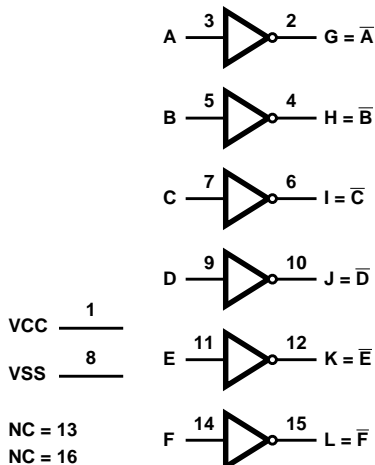 A 3 2 G = A̅
B 5 4 H = B̅
C 7 6 I = C̅
D 9 10 J = D̅
VCC 1
E 11 12 K = E̅
VSS 8
NC = 13
F 14 15 L = F̅
NC = 16